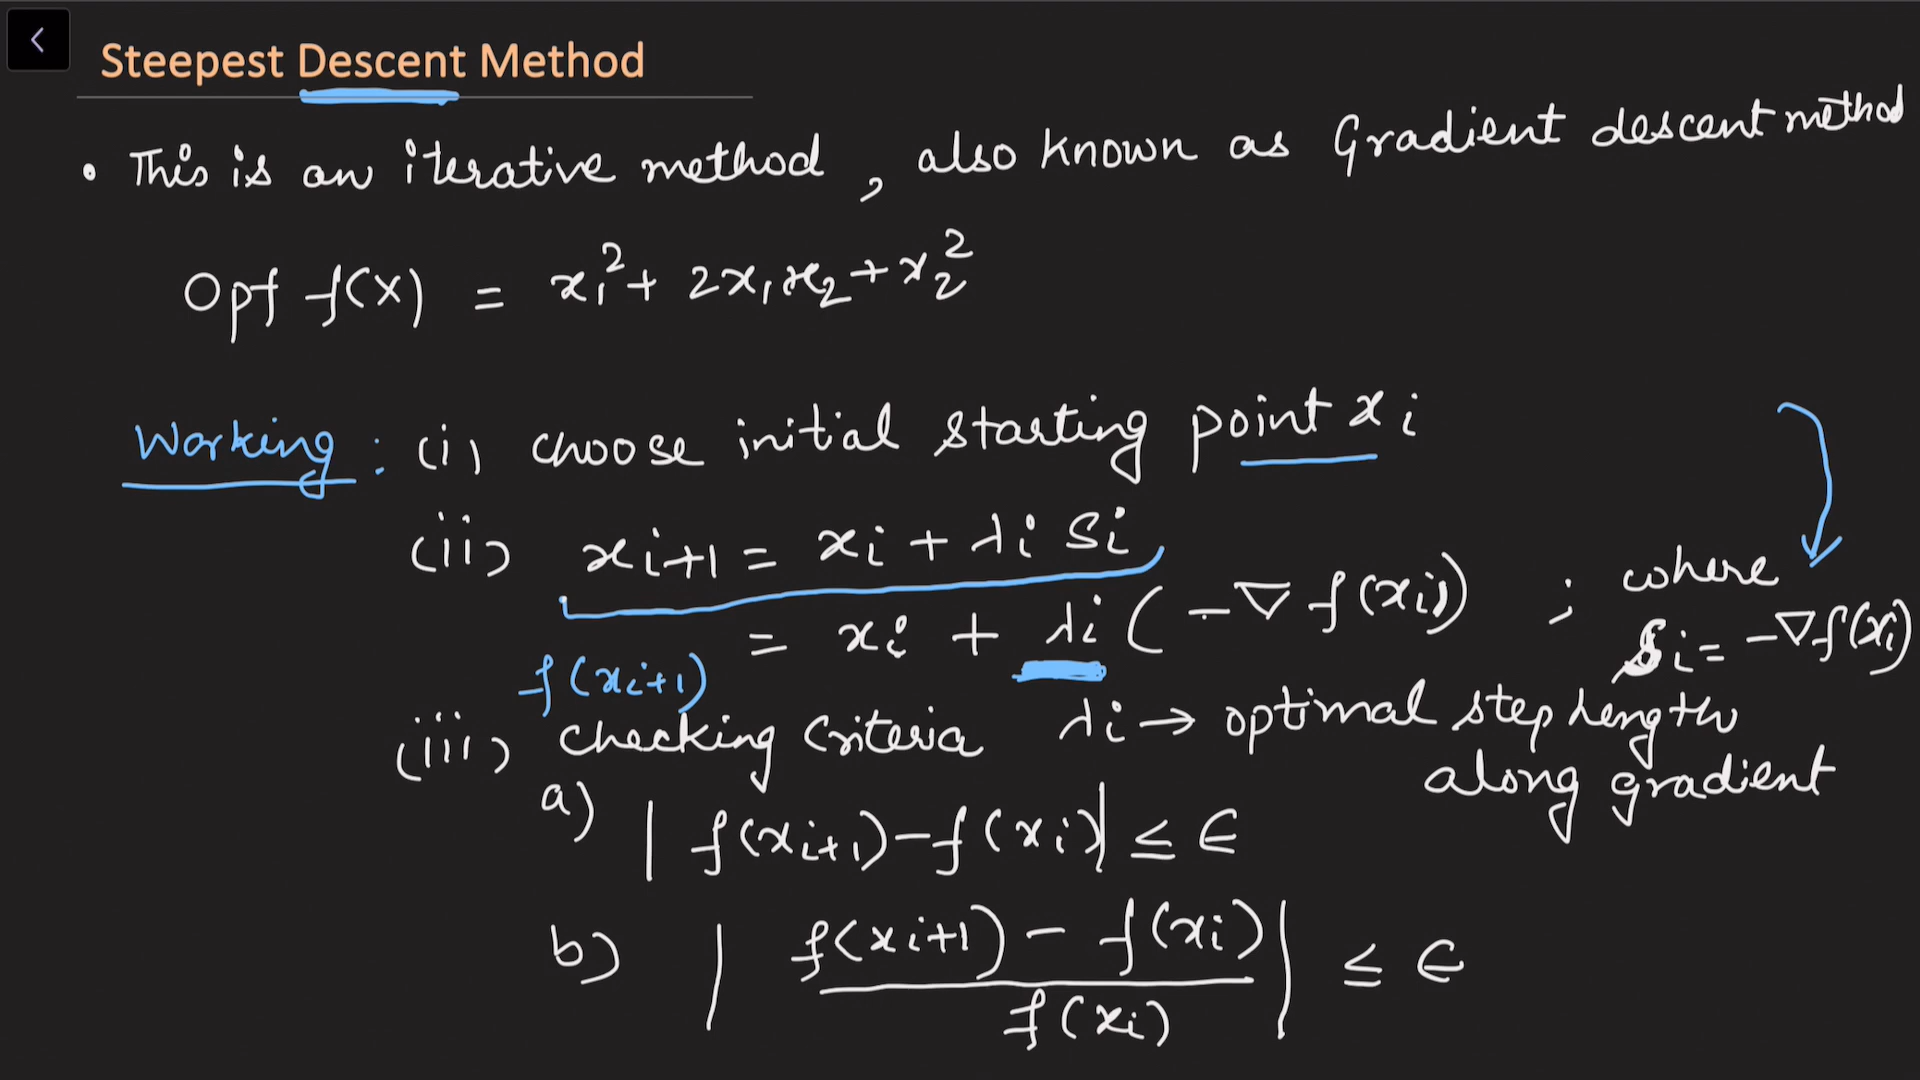 Steepest Descent Method
• This is an iterative method, also known as Gradient descent method
Opt f(X) = x₁² + 2x₁x₂ + x₂²
Working : (i) choose initial starting point xi
(ii) xi+1 = xi + λi Si
= xi + λi (-∇f(xi)) ; where Si = -∇f(xi)
f(xi+1)
(iii) checking criteria λi → optimal step length along gradient
a) | f(xi+1) - f(xi) | ≤ ∈
b) | f(xi+1) - f(xi) / f(xi) | ≤ ∈